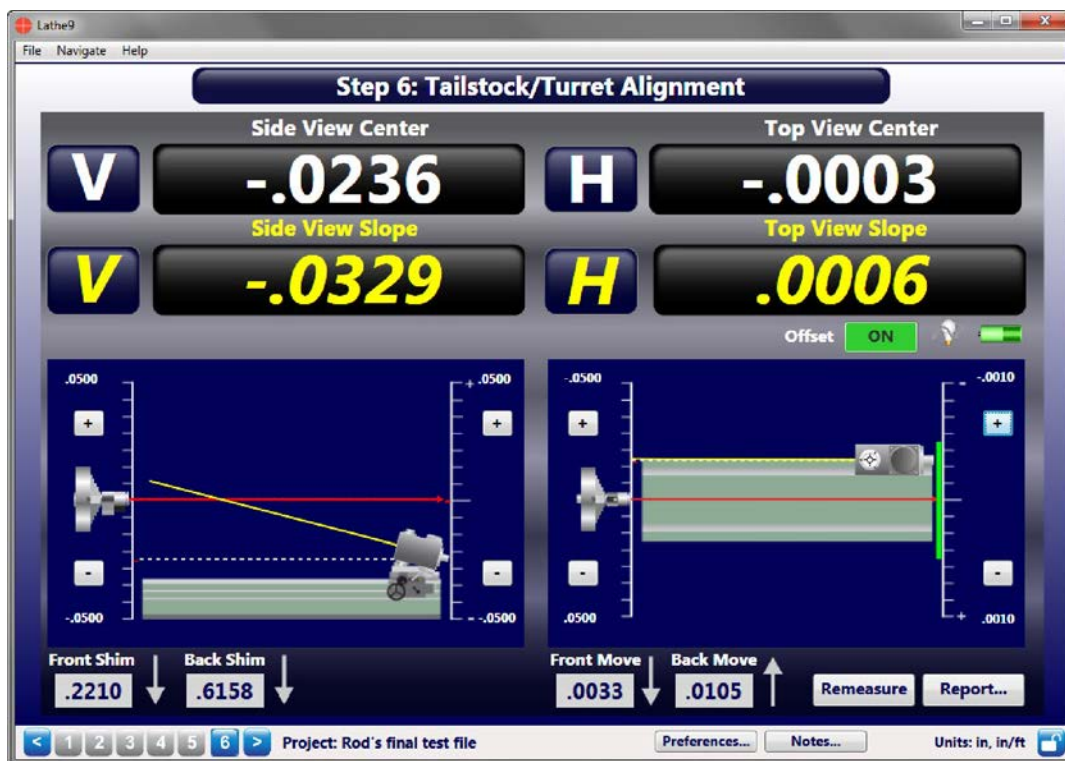 Lathe9
File Navigate Help
Step 6: Tailstock/Turret Alignment
Side View Center
V -.0236
Side View Slope
V -.0329
Top View Center
H -.0003
Top View Slope
H .0006
Offset ON
.0500 + .0500
+ +
- -
-.0500 - -.0500
-.0500 - -.0010
+ +
- -
.0500 + .0010
Front Shim Back Shim
.2210 .6158
Front Move Back Move
.0033 .0105
Remeasure Report...
< 1 2 3 4 5 6 > Project: Rod's final test file Preferences... Notes... Units: in, in/ft